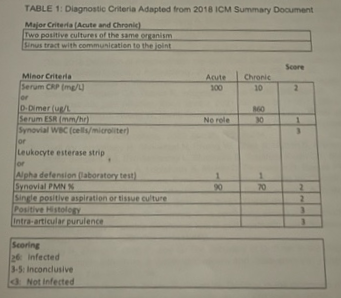 TABLE 1: Diagnostic Criteria Adapted from 2018 ICM Summary Document
Major Criteria (Acute and Chronic)
Two positive cultures of the same organism
Sinus tract with communication to the joint
Score
Minor Criteria Acute Chronic
Serum CRP (mg/L) 100 10 2
or
D-Dimer (ug/L 860
Serum ESR (mm/hr) No role 30 1
Synovial WBC (cells/microliter) 3
or
Leukocyte esterase strip
or
Alpha defension (laboratory test) 1 1
Synovial PMN % 90 70 2
Single positive aspiration or tissue culture 2
Positive Histology 3
Intra-articular purulence 3
Scoring
≥6: Infected
3-5: Inconclusive
<3: Not Infected